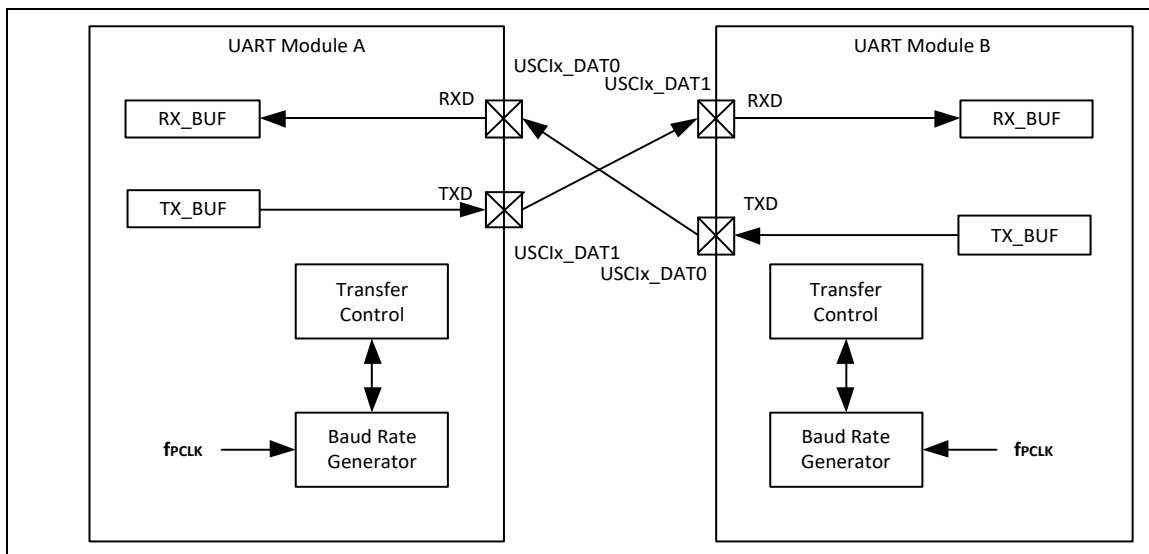 UART Module A
UART Module B
USCIx_DAT0
USCIx_DAT1
RXD
RXD
RX_BUF
RX_BUF
TXD
TXD
TX_BUF
TX_BUF
USCIx_DAT1
USCIx_DAT0
Transfer
Control
Transfer
Control
fPCLK
Baud Rate
Generator
Baud Rate
Generator
fPCLK